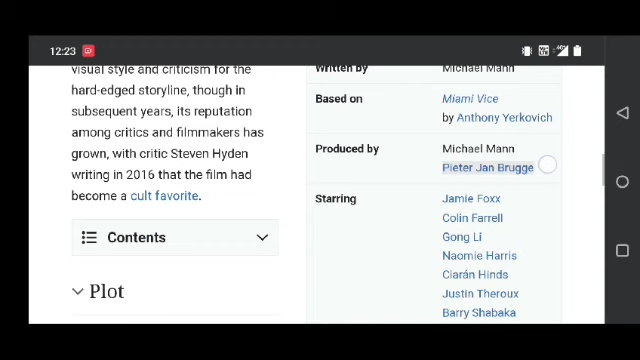 12:23
visual style and criticism for the
hard-edged storyline, though in
subsequent years, its reputation
among critics and filmmakers has
grown, with critic Steven Hyden
writing in 2016 that the film had
become a cult favorite.
Contents
Plot
Written by Michael Mann
Based on Miami Vice
by Anthony Yerkovich
Produced by Michael Mann
Pieter Jan Brugge
Starring Jamie Foxx
Colin Farrell
Gong Li
Naomie Harris
Ciarán Hinds
Justin Theroux
Barry Shabaka